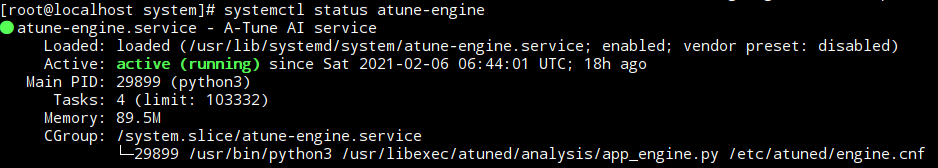 [root@localhost system]# systemctl status atune-engine
●atune-engine.service - A-Tune AI service
Loaded: loaded (/usr/lib/systemd/system/atune-engine.service; enabled; vendor preset: disabled)
Active: active (running) since Sat 2021-02-06 06:44:01 UTC; 18h ago
Main PID: 29899 (python3)
Tasks: 4 (limit: 103332)
Memory: 89.5M
CGroup: /system.slice/atune-engine.service
└─29899 /usr/bin/python3 /usr/libexec/atuned/analysis/app_engine.py /etc/atuned/engine.cnf